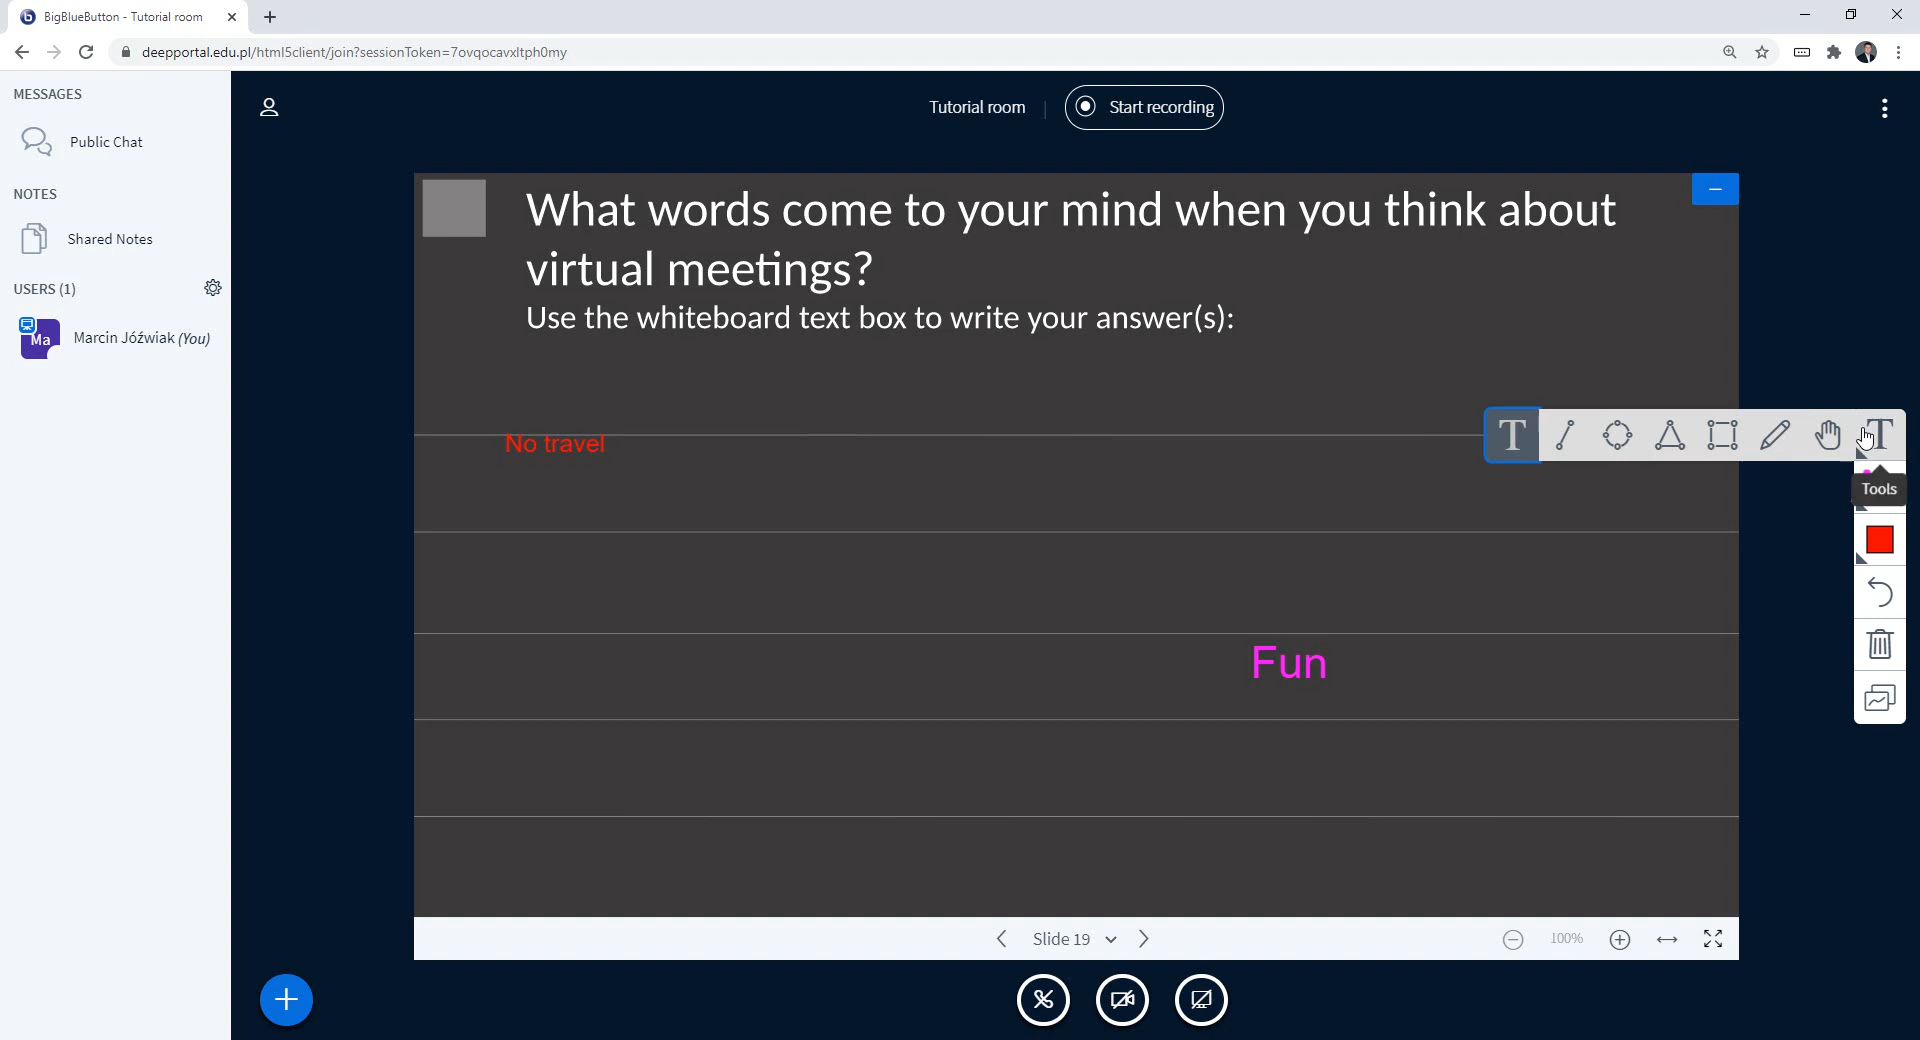 BigBlueButton - Tutorial room
deepportal.edu.pl/html5client/join?sessionToken=7ovqocavxltph0my
MESSAGES
Public Chat
NOTES
Shared Notes
USERS (1)
Ma
Marcin Jóźwiak (You)
Tutorial room
Start recording
What words come to your mind when you think about
virtual meetings?
Use the whiteboard text box to write your answer(s):
No travel
T
T
Tools
Fun
Slide 19
100%